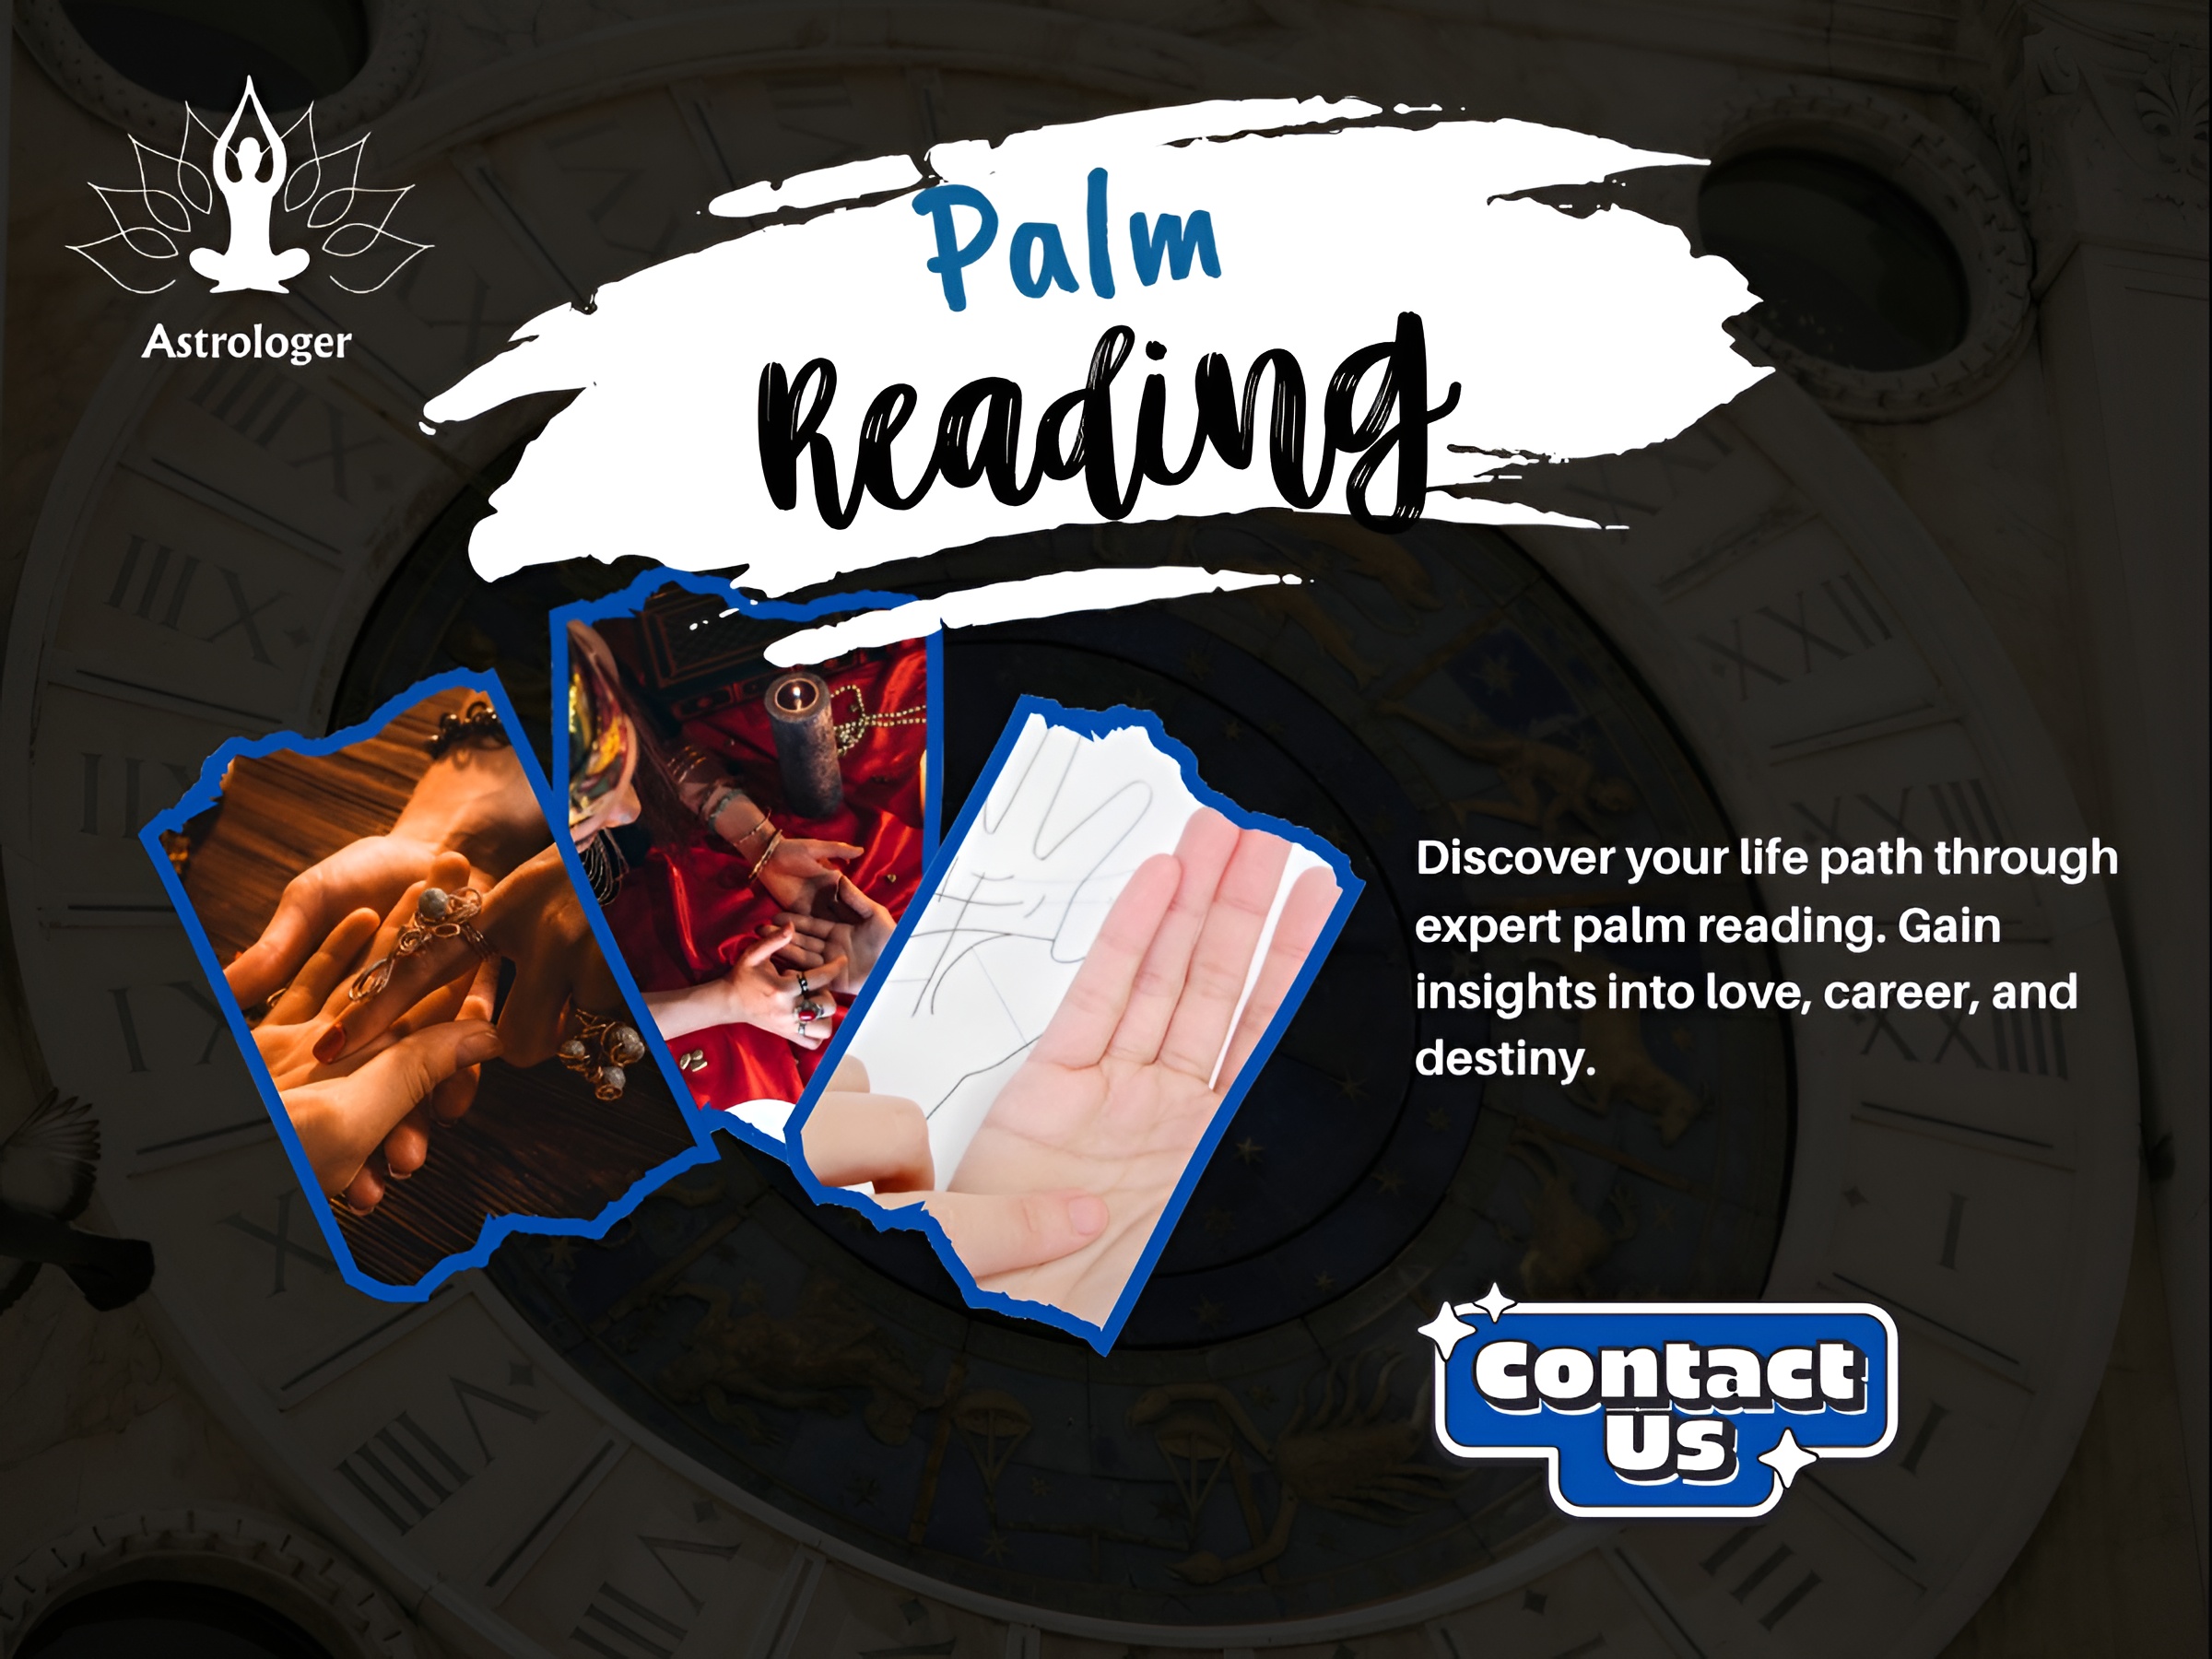 Astrologer
Palm
Reading
Discover your life path through
expert palm reading. Gain
insights into love, career, and
destiny.
Contact
Us